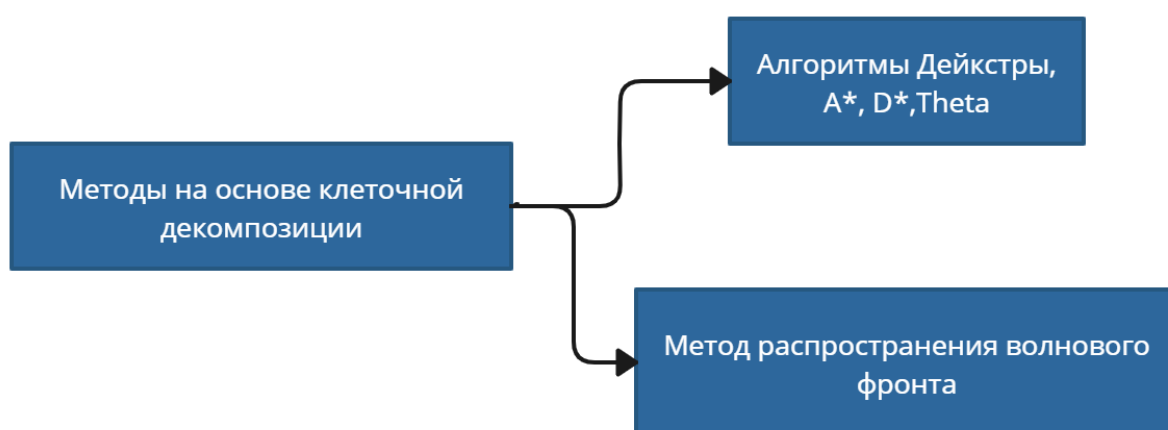 Алгоритмы Дейкстры,
A*, D*,Theta
Методы на основе клеточной
декомпозиции
Метод распространения волнового
фронта